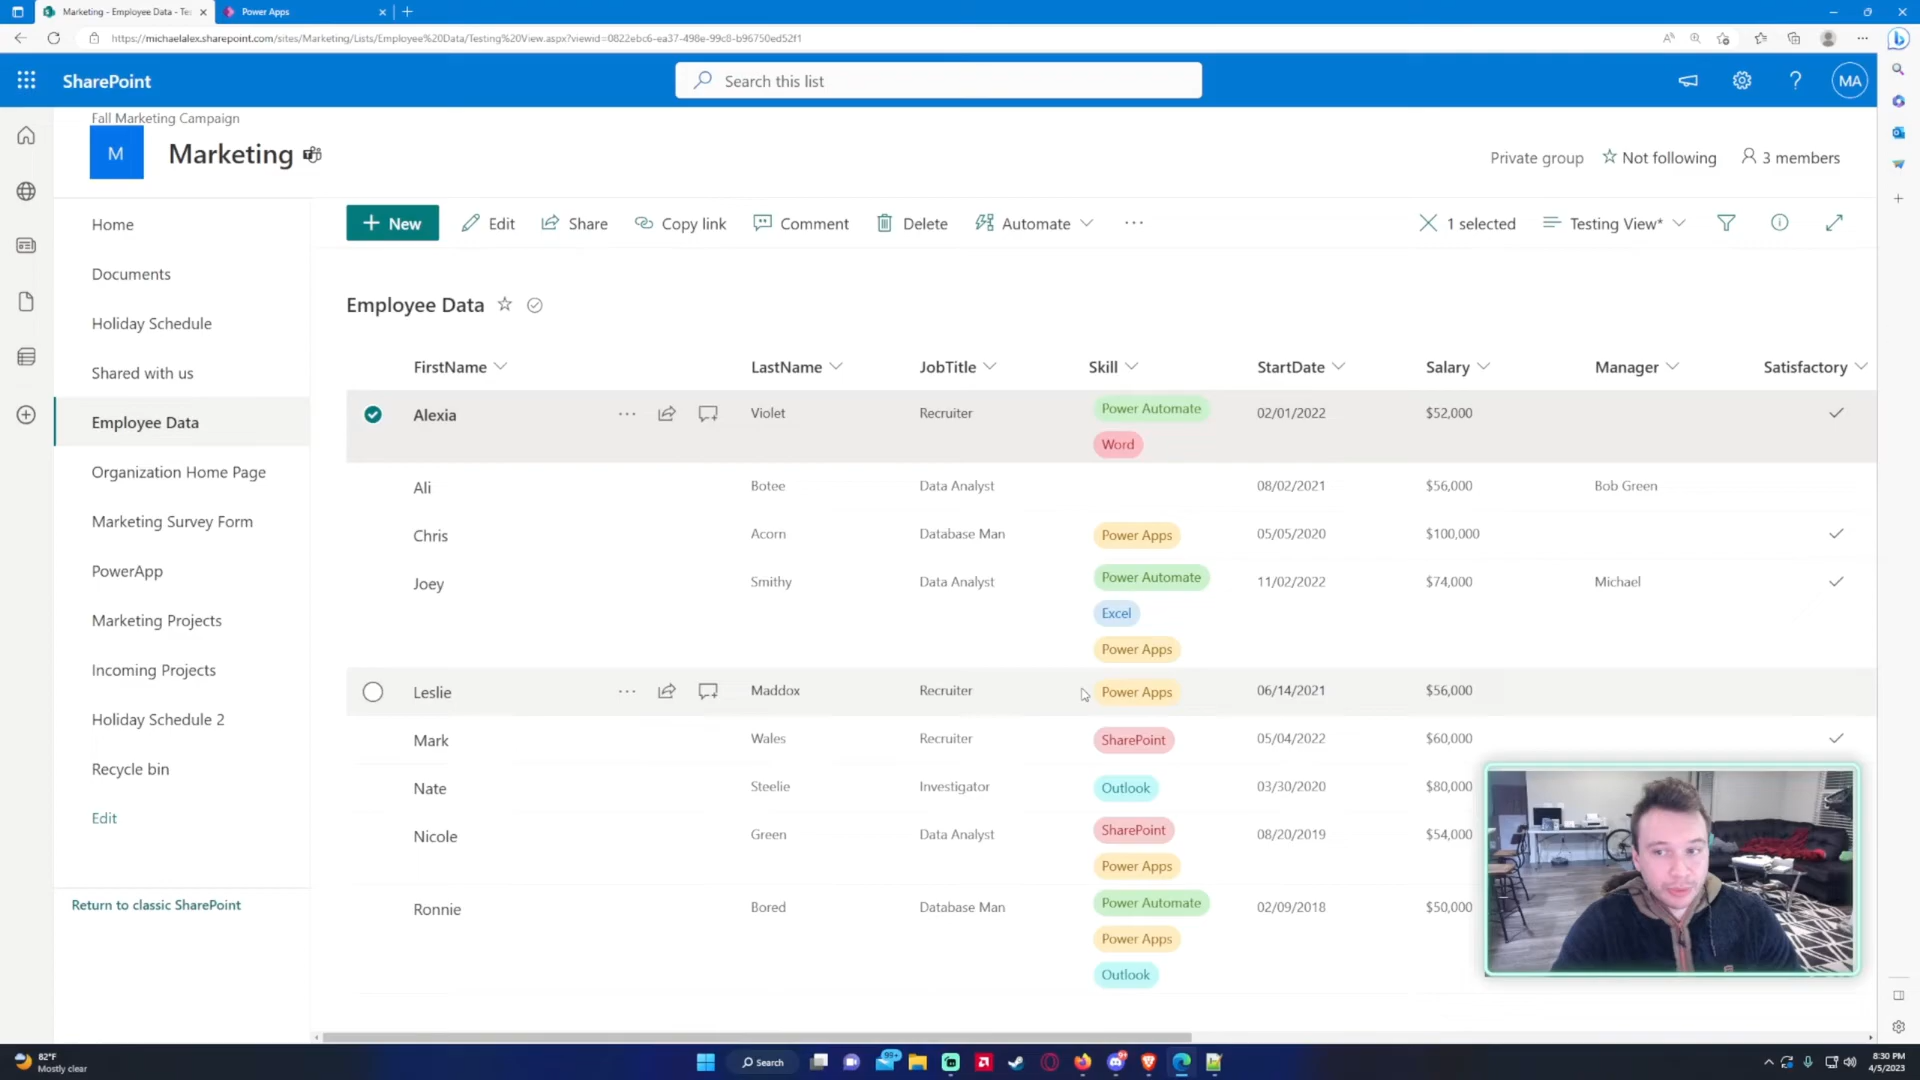 Marketing - Employee Data - Tes
Power Apps
https://michaelalex.sharepoint.com/sites/Marketing/Lists/Employee%20Data/Testing%20View.aspx?viewid=0822ebc6-ea37-498e-99c8-b96750ed52f1
SharePoint
Search this list
MA
Fall Marketing Campaign
M
Marketing
Private group
Not following
3 members
Home
Documents
Holiday Schedule
Shared with us
Employee Data
Organization Home Page
Marketing Survey Form
PowerApp
Marketing Projects
Incoming Projects
Holiday Schedule 2
Recycle bin
Edit
Return to classic SharePoint
New Edit Share Copy link Comment Delete Automate 1 selected Testing View*
Employee Data
FirstName LastName JobTitle Skill StartDate Salary Manager Satisfactory
Alexia Violet Recruiter Power Automate 02/01/2022 $52,000
Word
Ali Botee Data Analyst 08/02/2021 $56,000 Bob Green
Chris Acorn Database Man Power Apps 05/05/2020 $100,000
Joey Smithy Data Analyst Power Automate 11/02/2022 $74,000 Michael
Excel
Power Apps
Leslie Maddox Recruiter Power Apps 06/14/2021 $56,000
Mark Wales Recruiter SharePoint 05/04/2022 $60,000
Nate Steelie Investigator Outlook 03/30/2020 $80,000
Nicole Green Data Analyst SharePoint 08/20/2019 $54,000
Power Apps
Ronnie Bored Database Man Power Automate 02/09/2018 $50,000
Power Apps
Outlook
82°F
Mostly clear
Search
99+
8:30 PM
4/5/2023